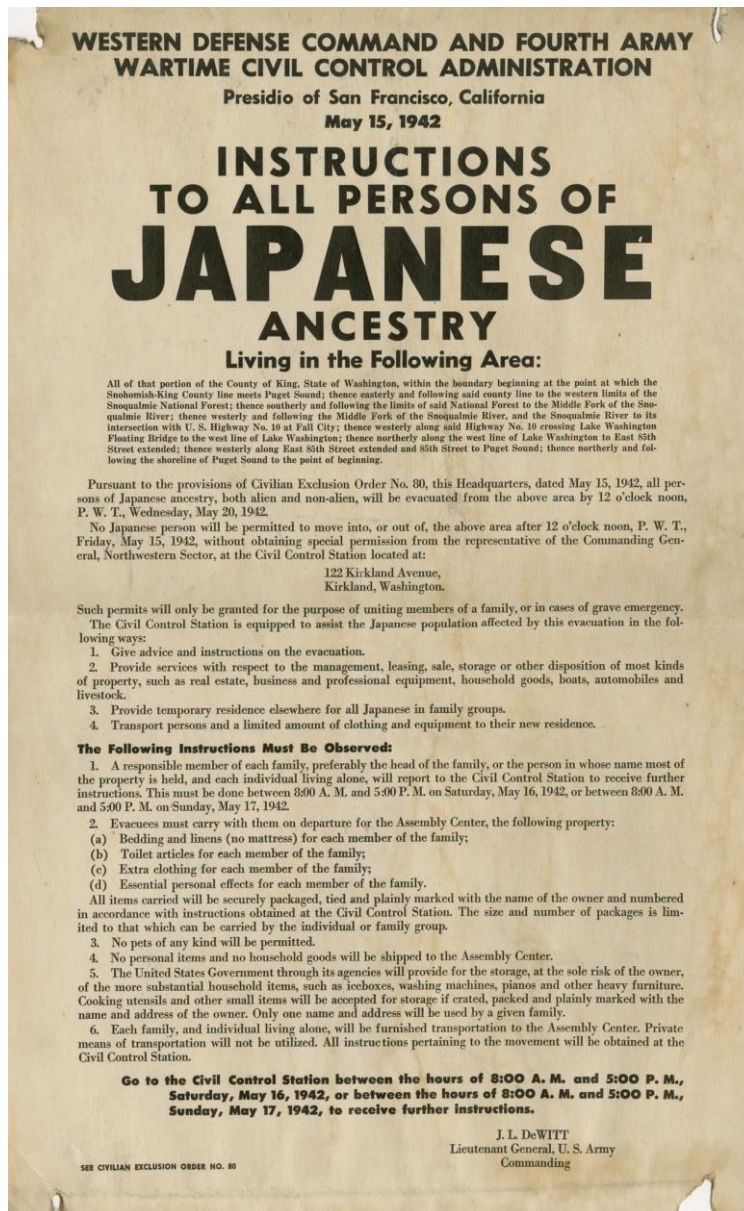 WESTERN DEFENSE COMMAND AND FOURTH ARMY
WARTIME CIVIL CONTROL ADMINISTRATION
Presidio of San Francisco, California
May 15, 1942
INSTRUCTIONS
TO ALL PERSONS OF
JAPANESE
ANCESTRY
Living in the Following Area:
All of that portion of the County of King, State of Washington, within the boundary beginning at the point at which the
Snohomish-King County line meets Puget Sound; thence easterly and following said county line to the western limits of the
Snoqualmie National Forest; thence southerly and following the limits of said National Forest to the Middle Fork of the Sno-
qualmie River; thence westerly and following the Middle Fork of the Snoqualmie River, and the Snoqualmie River to its
intersection with U. S. Highway No. 10 at Fall City; thence westerly along said Highway No. 10 crossing Lake Washington
Floating Bridge to the west line of Lake Washington; thence northerly along the west line of Lake Washington to East 85th
Street extended; thence westerly along East 85th Street extended and 85th Street to Puget Sound; thence northerly and fol-
lowing the shoreline of Puget Sound to the point of beginning.
Pursuant to the provisions of Civilian Exclusion Order No. 80, this Headquarters, dated May 15, 1942, all per-
sons of Japanese ancestry, both alien and non-alien, will be evacuated from the above area by 12 o'clock noon,
P. W. T., Wednesday, May 20, 1942.
No Japanese person will be permitted to move into, or out of, the above area after 12 o'clock noon, P. W. T.,
Friday, May 15, 1942, without obtaining special permission from the representative of the Commanding Gen-
eral, Northwestern Sector, at the Civil Control Station located at:
122 Kirkland Avenue,
Kirkland, Washington.
Such permits will only be granted for the purpose of uniting members of a family, or in cases of grave emergency.
The Civil Control Station is equipped to assist the Japanese population affected by this evacuation in the fol-
lowing ways:
1. Give advice and instructions on the evacuation.
2. Provide services with respect to the management, leasing, sale, storage or other disposition of most kinds
of property, such as real estate, business and professional equipment, household goods, boats, automobiles and
livestock.
3. Provide temporary residence elsewhere for all Japanese in family groups.
4. Transport persons and a limited amount of clothing and equipment to their new residence.
The Following Instructions Must Be Observed:
1. A responsible member of each family, preferably the head of the family, or the person in whose name most of
the property is held, and each individual living alone, will report to the Civil Control Station to receive further
instructions. This must be done between 8:00 A. M. and 5:00 P. M. on Saturday, May 16, 1942, or between 8:00 A. M.
and 5:00 P. M. on Sunday, May 17, 1942.
2. Evacuees must carry with them on departure for the Assembly Center, the following property:
(a) Bedding and linens (no mattress) for each member of the family;
(b) Toilet articles for each member of the family;
(c) Extra clothing for each member of the family;
(d) Essential personal effects for each member of the family.
All items carried will be securely packaged, tied and plainly marked with the name of the owner and numbered
in accordance with instructions obtained at the Civil Control Station. The size and number of packages is lim-
ited to that which can be carried by the individual or family group.
3. No pets of any kind will be permitted.
4. No personal items and no household goods will be shipped to the Assembly Center.
5. The United States Government through its agencies will provide for the storage, at the sole risk of the owner,
of the more substantial household items, such as iceboxes, washing machines, pianos and other heavy furniture.
Cooking utensils and other small items will be accepted for storage if crated, packed and plainly marked with the
name and address of the owner. Only one name and address will be used by a given family.
6. Each family, and individual living alone, will be furnished transportation to the Assembly Center. Private
means of transportation will not be utilized. All instructions pertaining to the movement will be obtained at the
Civil Control Station.
Go to the Civil Control Station between the hours of 8:00 A. M. and 5:00 P. M.,
Saturday, May 16, 1942, or between the hours of 8:00 A. M. and 5:00 P. M.,
Sunday, May 17, 1942, to receive further instructions.
J. L. DeWITT
Lieutenant General, U. S. Army
Commanding
SEE CIVILIAN EXCLUSION ORDER NO. 80